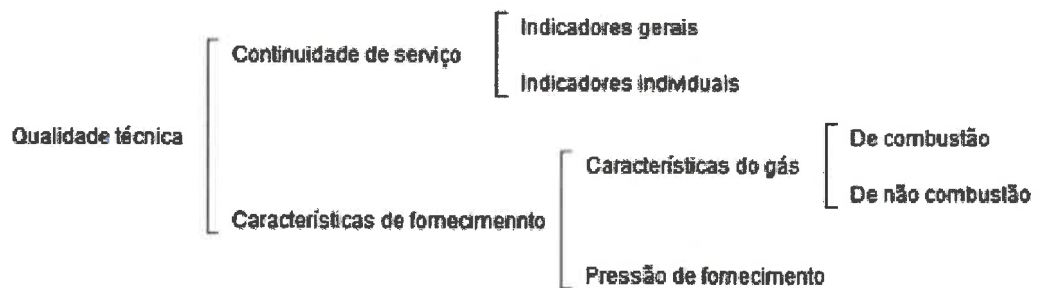 Indicadores gerais
Continuidade de serviço
Indicadores individuais
Qualidade técnica
De combustão
Características do gás
De não combustão
Características de fornecimennto
Pressão de fornecimento